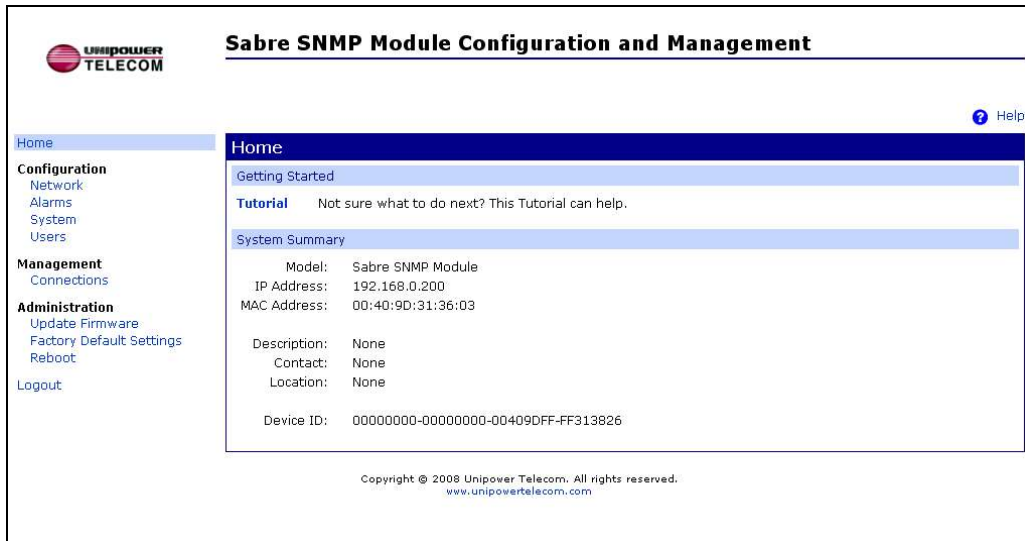 UNIPOWER
TELECOM
Sabre SNMP Module Configuration and Management
? Help
Home
Configuration
Network
Alarms
System
Users
Management
Connections
Administration
Update Firmware
Factory Default Settings
Reboot
Logout
Home
Getting Started
Tutorial Not sure what to do next? This Tutorial can help.
System Summary
Model: Sabre SNMP Module
IP Address: 192.168.0.200
MAC Address: 00:40:9D:31:36:03
Description: None
Contact: None
Location: None
Device ID: 00000000-00000000-00409DFF-FF313826
Copyright © 2008 Unipower Telecom. All rights reserved.
www.unipowertelecom.com